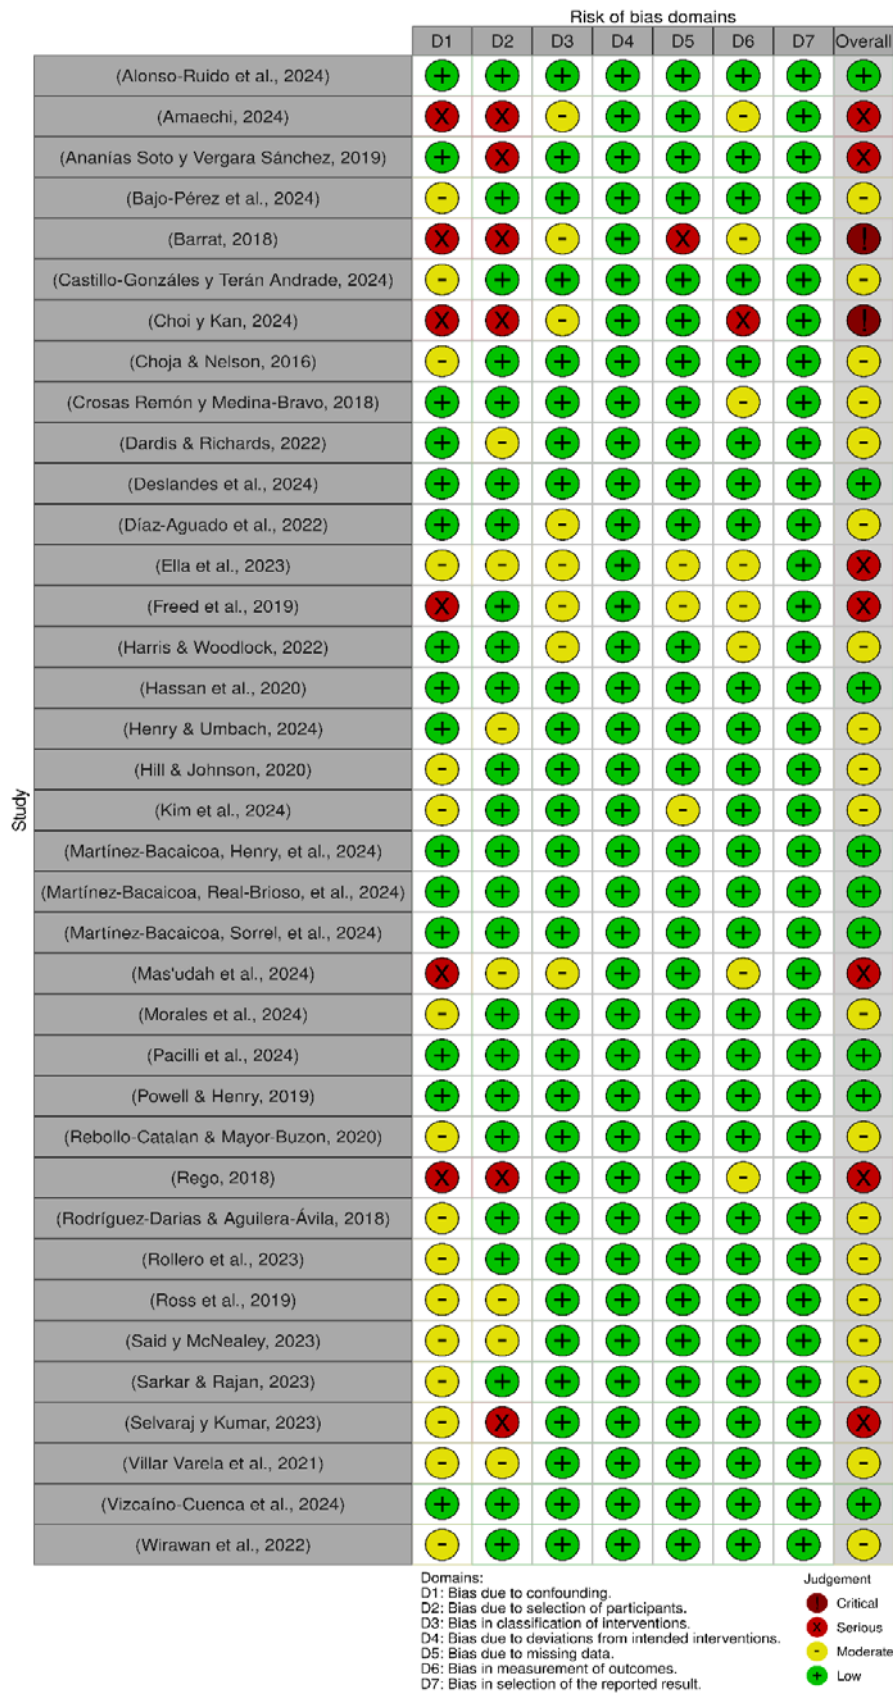 Risk of bias domains
D1 D2 D3 D4 D5 D6 D7 Overall
(Alonso-Ruido et al., 2024) + + + + + + + +
(Amaechi, 2024) X X - + + - + X
(Ananías Soto y Vergara Sánchez, 2019) + X + + + + + X
(Bajo-Pérez et al., 2024) - + + + + + + -
(Barrat, 2018) X X - + X - + !
(Castillo-Gonzáles y Terán Andrade, 2024) - + + + + + + -
(Choi y Kan, 2024) X X - + + X + !
(Choja & Nelson, 2016) - + + + + + + -
(Crosas Remón y Medina-Bravo, 2018) + + + + + - + -
(Dardis & Richards, 2022) + - + + + + + -
(Deslandes et al., 2024) + + + + + + + +
(Díaz-Aguado et al., 2022) + + - + + + + -
(Ella et al., 2023) - - - + - - + X
(Freed et al., 2019) X + - + - - + X
(Harris & Woodlock, 2022) + + - + + - + -
(Hassan et al., 2020) + + + + + + + +
(Henry & Umbach, 2024) + - + + + + + -
(Hill & Johnson, 2020) - + + + + + + -
Study
(Kim et al., 2024) - + + + - + + -
(Martínez-Bacaicoa, Henry, et al., 2024) + + + + + + + +
(Martínez-Bacaicoa, Real-Brioso, et al., 2024) + + + + + + + +
(Martínez-Bacaicoa, Sorrel, et al., 2024) + + + + + + + +
(Mas'udah et al., 2024) X - - + + - + X
(Morales et al., 2024) - + + + + + + -
(Pacilli et al., 2024) + + + + + + + +
(Powell & Henry, 2019) + + + + + + + +
(Rebollo-Catalan & Mayor-Buzon, 2020) - + + + + + + -
(Rego, 2018) X X + + + - + X
(Rodríguez-Darias & Aguilera-Ávila, 2018) - + + + + + + -
(Rollero et al., 2023) - + + + + + + -
(Ross et al., 2019) - - + + + + + -
(Said y McNealey, 2023) - - + + + + + -
(Sarkar & Rajan, 2023) - + + + + + + -
(Selvaraj y Kumar, 2023) - X + + + + + X
(Villar Varela et al., 2021) - - + + + + + -
(Vizcaíno-Cuenca et al., 2024) + + + + + + + +
(Wirawan et al., 2022) - + + + + + + -
Domains:
D1: Bias due to confounding.
D2: Bias due to selection of participants.
D3: Bias in classification of interventions.
D4: Bias due to deviations from intended interventions.
D5: Bias due to missing data.
D6: Bias in measurement of outcomes.
D7: Bias in selection of the reported result.
Judgement
! Critical
X Serious
- Moderate
+ Low